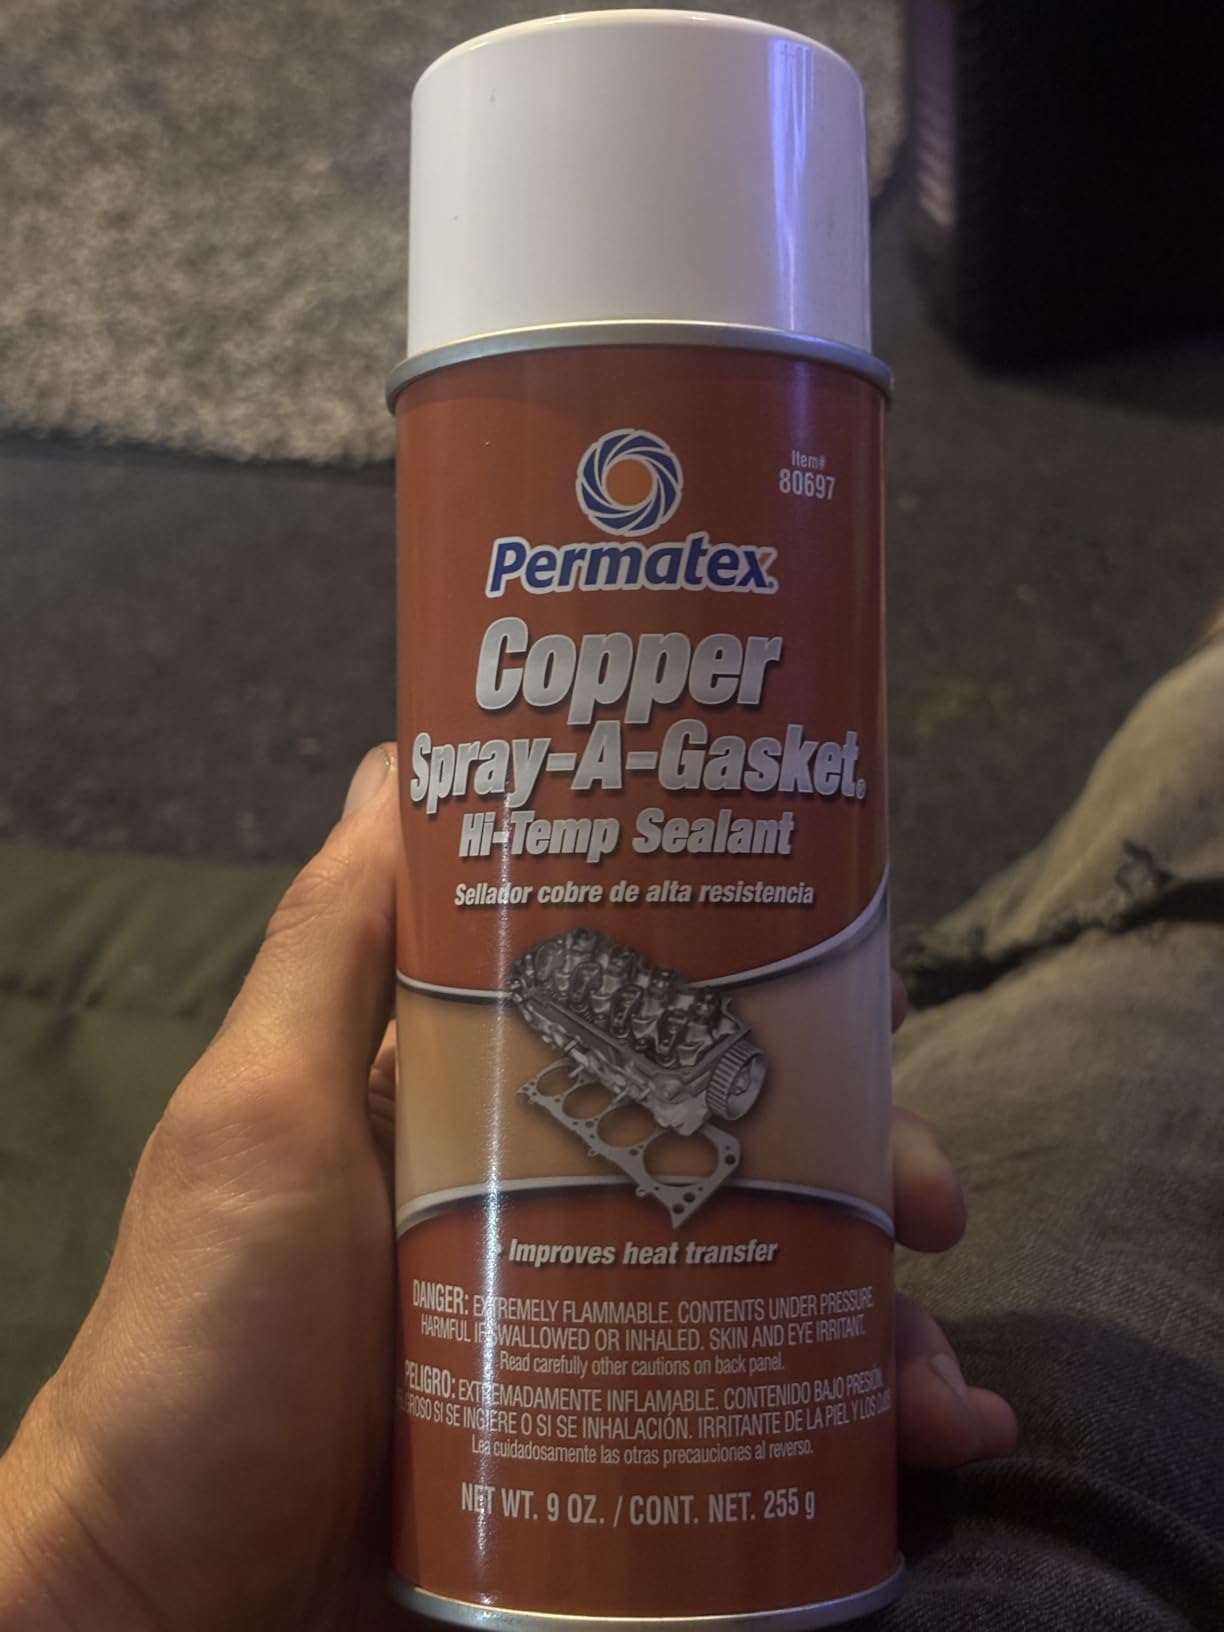 Item#
80697
Permatex
Copper
Spray-A-Gasket®
Hi-Temp Sealant
Sellador cobre de alta resistencia
• Improves heat transfer
DANGER: EXTREMELY FLAMMABLE. CONTENTS UNDER PRESSURE.
HARMFUL IF SWALLOWED OR INHALED. SKIN AND EYE IRRITANT.
Read carefully other cautions on back panel.
PELIGRO: EXTREMADAMENTE INFLAMABLE. CONTENIDO BAJO PRESIÓN.
SI SE INGIERE O SI SE INHALACIÓN. IRRITANTE DE LA PIEL Y LOS OJOS
Lea cuidadosamente las otras precauciones al reverso.
NET WT. 9 OZ. / CONT. NET. 255 g